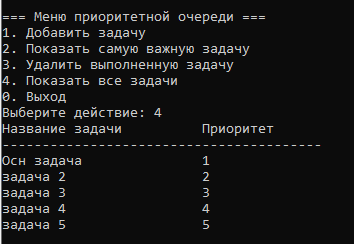 === Меню приоритетной очереди ===
1. Добавить задачу
2. Показать самую важную задачу
3. Удалить выполненную задачу
4. Показать все задачи
0. Выход
Выберите действие: 4
Название задачи          Приоритет
----------------------------------------
Осн задача               1
задача 2                 2
задача 3                 3
задача 4                 4
задача 5                 5